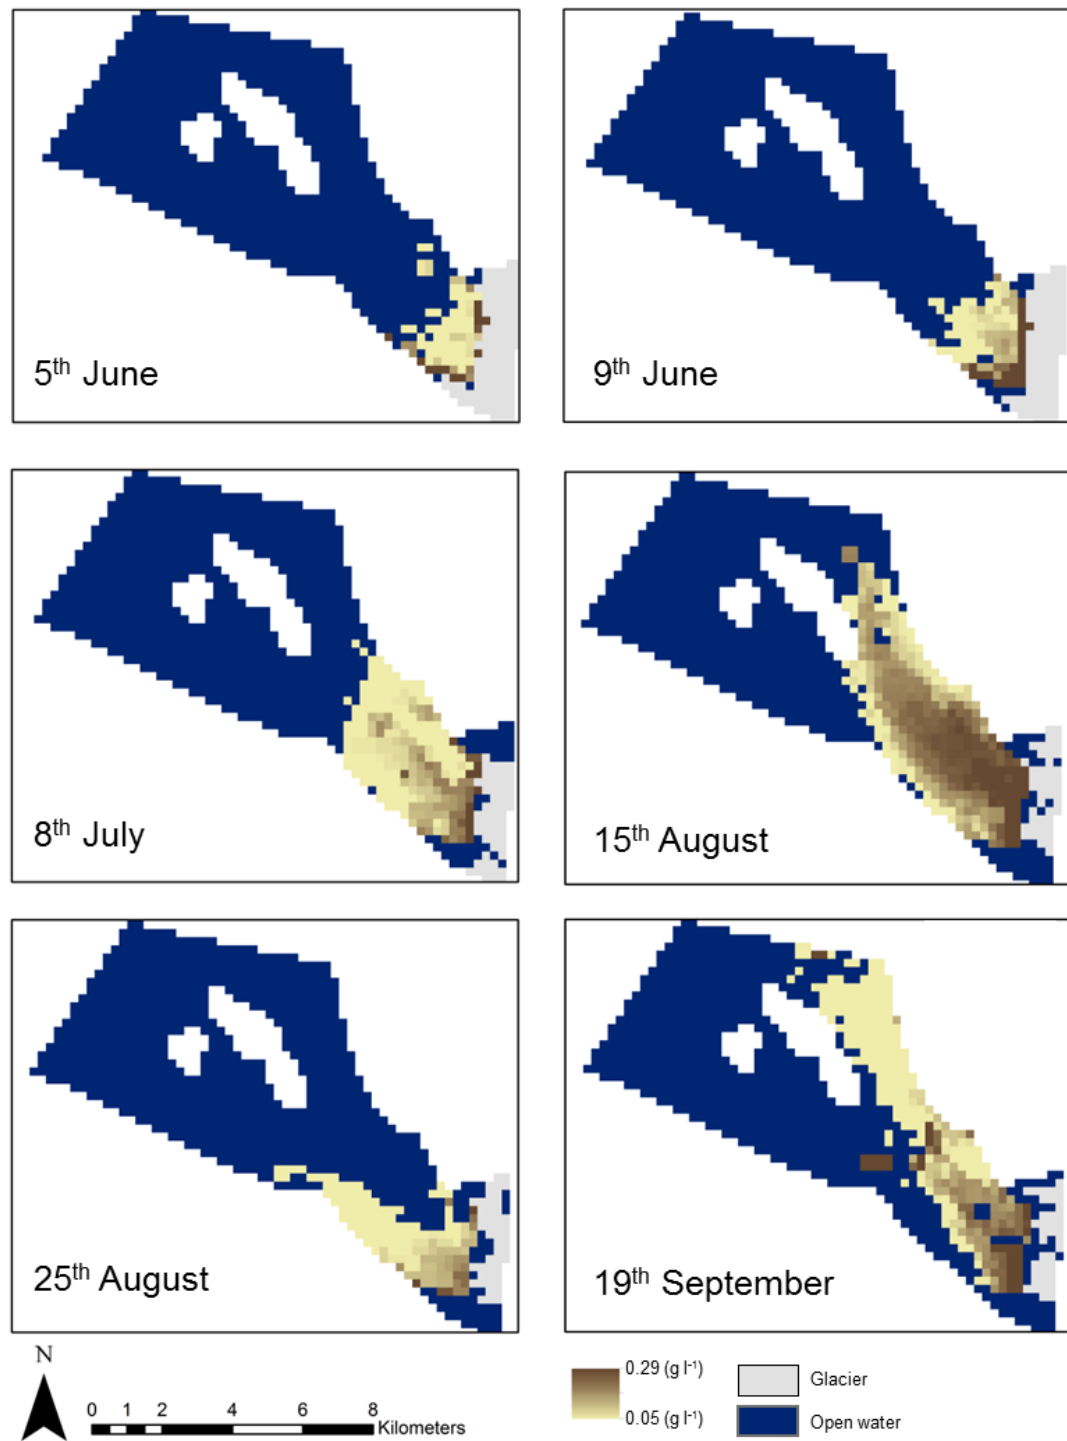 5th June
9th June
8th July
15th August
25th August
19th September
N
0 1 2 4 6 8
Kilometers
0.29 (g l-1)
0.05 (g l-1)
Glacier
Open water